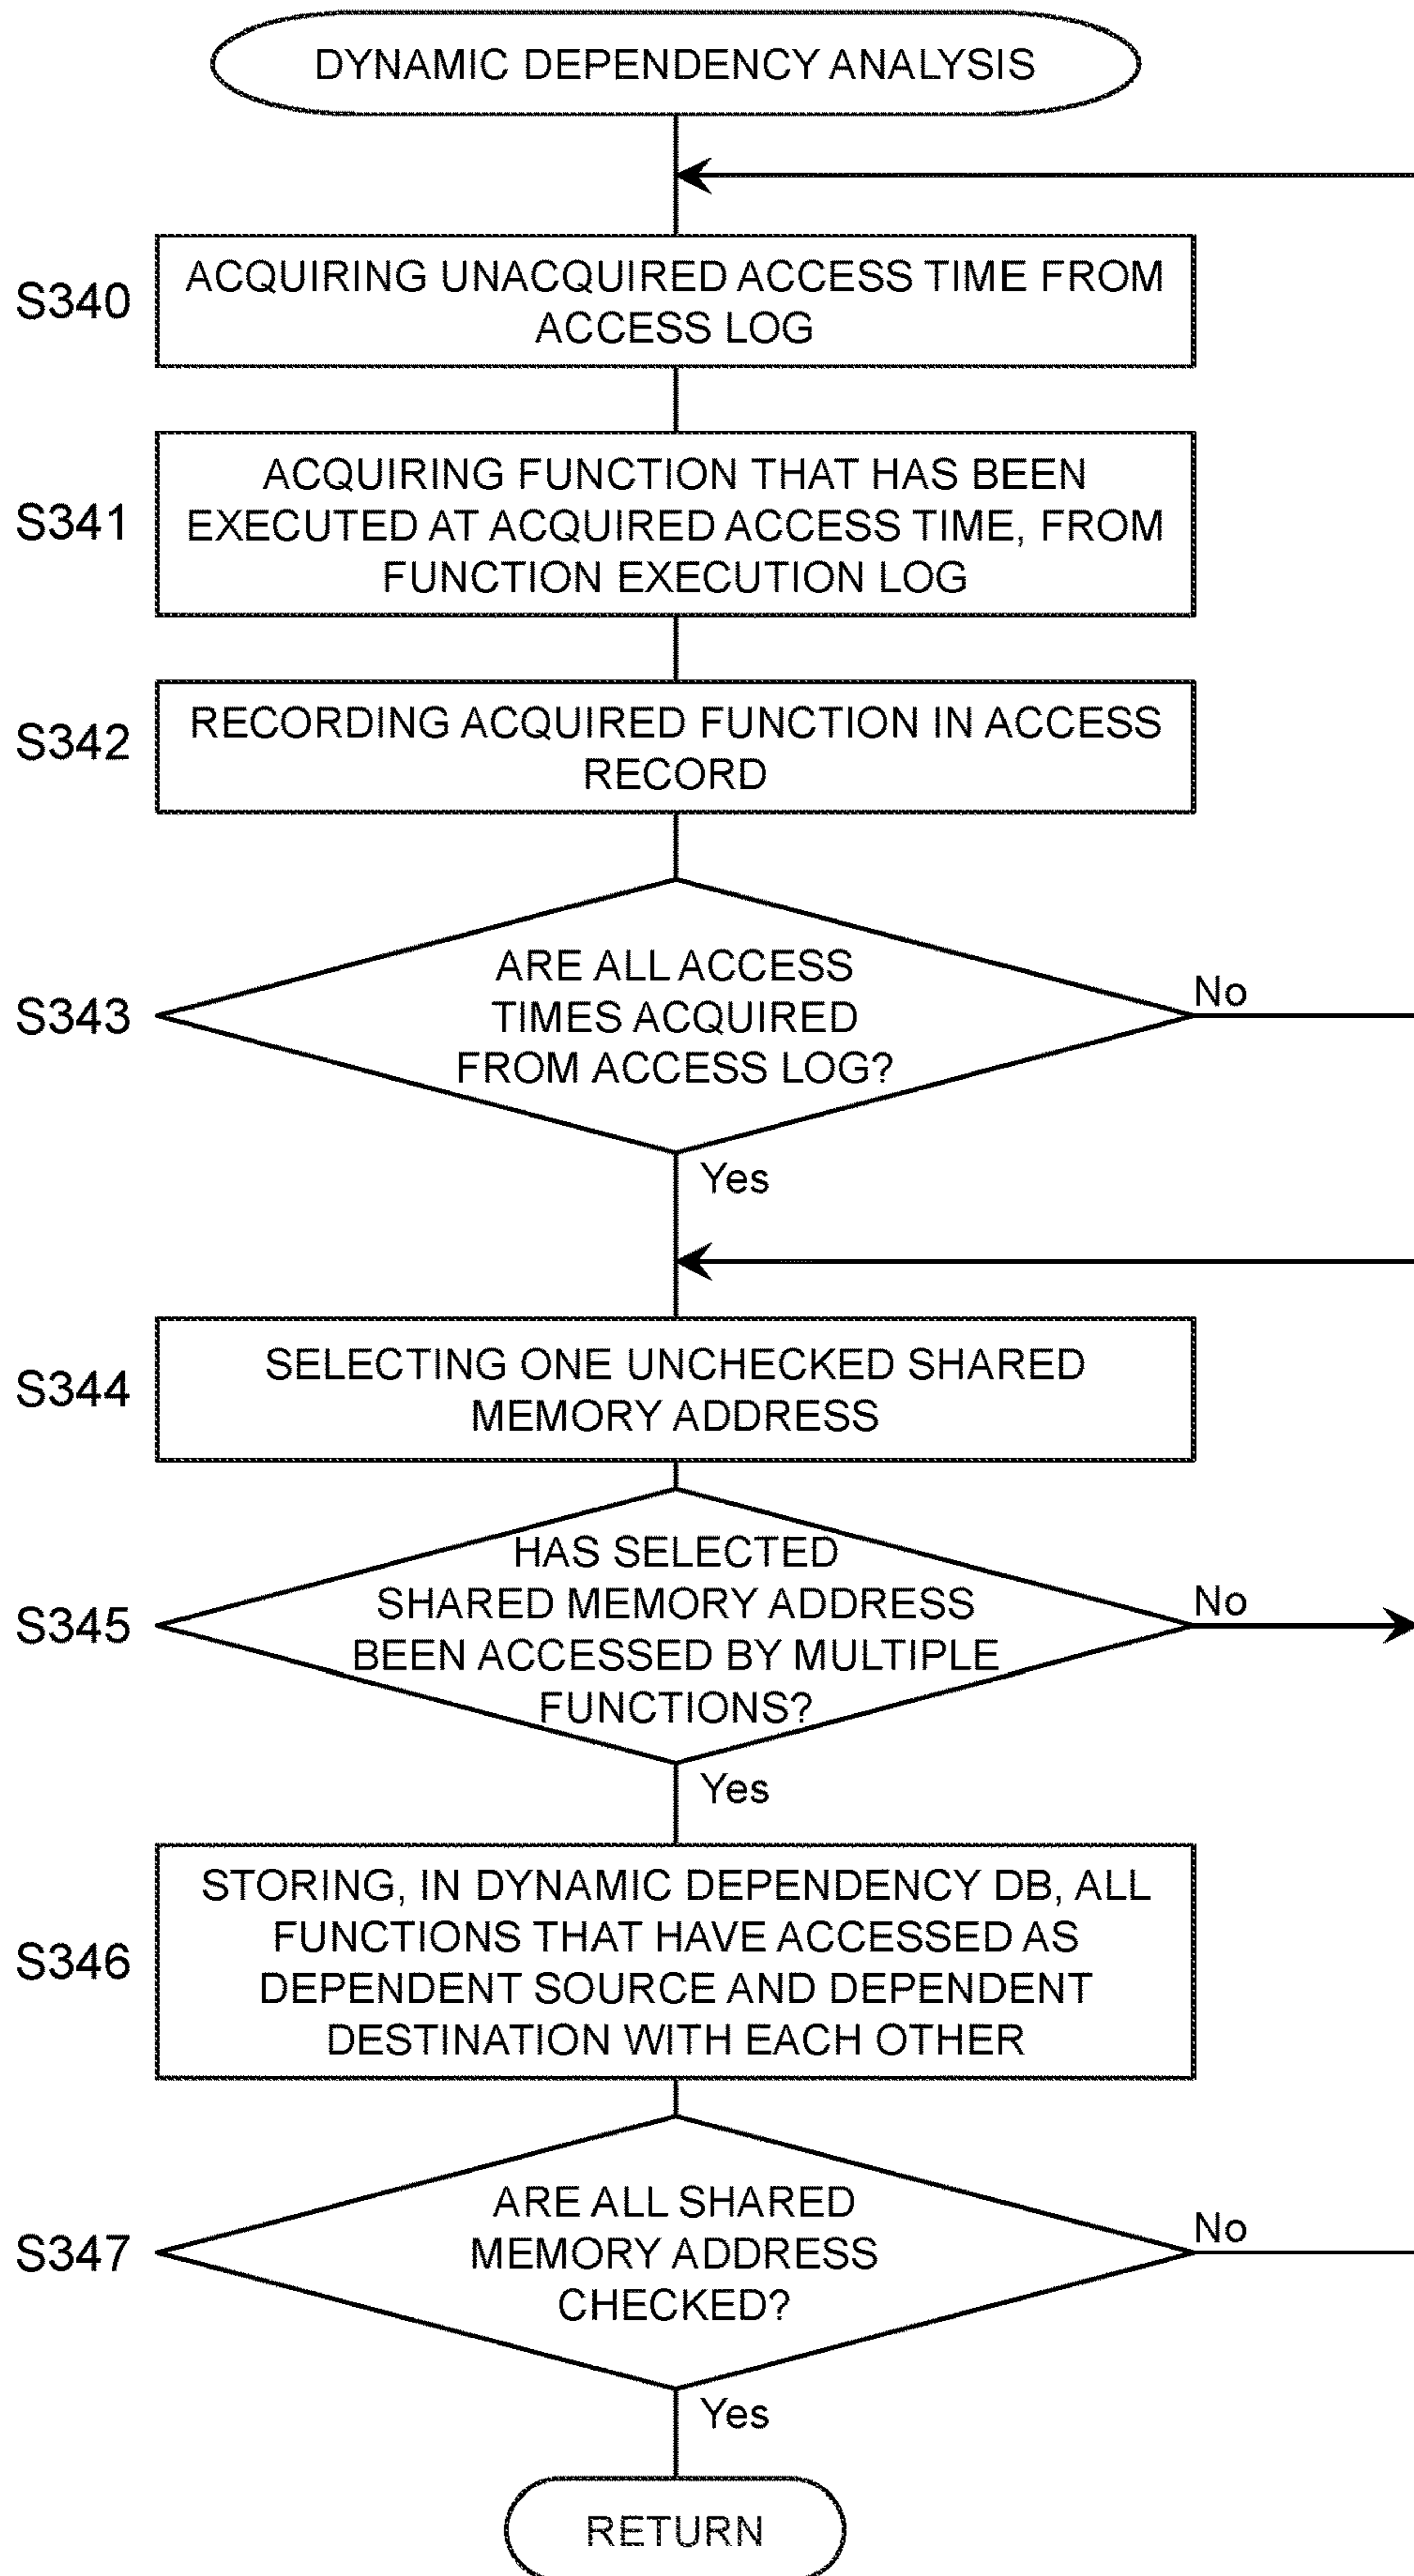 DYNAMIC DEPENDENCY ANALYSIS
S340
ACQUIRING UNACQUIRED ACCESS TIME FROM
ACCESS LOG
S341
ACQUIRING FUNCTION THAT HAS BEEN
EXECUTED AT ACQUIRED ACCESS TIME, FROM
FUNCTION EXECUTION LOG
S342
RECORDING ACQUIRED FUNCTION IN ACCESS
RECORD
S343
ARE ALL ACCESS
TIMES ACQUIRED
FROM ACCESS LOG?
No
Yes
S344
SELECTING ONE UNCHECKED SHARED
MEMORY ADDRESS
S345
HAS SELECTED
SHARED MEMORY ADDRESS
BEEN ACCESSED BY MULTIPLE
FUNCTIONS?
No
Yes
S346
STORING, IN DYNAMIC DEPENDENCY DB, ALL
FUNCTIONS THAT HAVE ACCESSED AS
DEPENDENT SOURCE AND DEPENDENT
DESTINATION WITH EACH OTHER
S347
ARE ALL SHARED
MEMORY ADDRESS
CHECKED?
No
Yes
RETURN